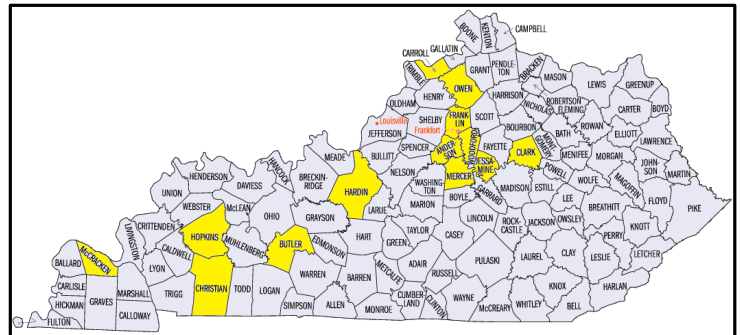 BOONE
KENTON
CAMPBELL
GALLATIN
CARROLL
TRIMBLE
GRANT
PENDLE-
TON
BRACKEN
MASON
LEWIS
GREENUP
OWEN
HARRISON
ROBERTSON
FLEMING
CARTER
BOYD
OLDHAM
HENRY
NICHOLAS
ROWAN
ELLIOTT
LAWRENCE
Louisville
SHELBY
FRANK-
LIN
SCOTT
BOURBON
BATH
JEFFERSON
Frankfort
WOODFORD
FAYETTE
CLARK
MONT
GOMERY
MENIFEE
MORGAN
JOHN-
SON
MARTIN
MEADE
BULLITT
SPENCER
ANDER-
SON
JESSA-
MINE
POWELL
WOLFE
MAGOFFIN
HANCOCK
BRECKIN-
RIDGE
HARDIN
NELSON
WASHING-
TON
MERCER
GARRARD
MADISON
ESTILL
LEE
BREATHITT
FLOYD
PIKE
HENDERSON
DAVIESS
UNION
WEBSTER
McLEAN
OHIO
GRAYSON
LARUE
MARION
BOYLE
LINCOLN
ROCK-
CASTLE
JACKSON
OWSLEY
PERRY
KNOTT
CRITTENDEN
LIVINGSTON
HOPKINS
MUHLENBERG
BUTLER
EDMONSON
HART
GREEN
TAYLOR
CASEY
PULASKI
LAUREL
CLAY
LESLIE
LETCHER
CALDWELL
LYON
McCRACKEN
BALLARD
CARLISLE
HICKMAN
FULTON
GRAVES
MARSHALL
CALLOWAY
TRIGG
CHRISTIAN
TODD
LOGAN
WARREN
SIMPSON
ALLEN
BARREN
METCALFE
MONROE
ADAIR
CUMBER-
LAND
RUSSELL
CLINTON
WAYNE
McCREARY
WHITLEY
KNOX
BELL
HARLAN